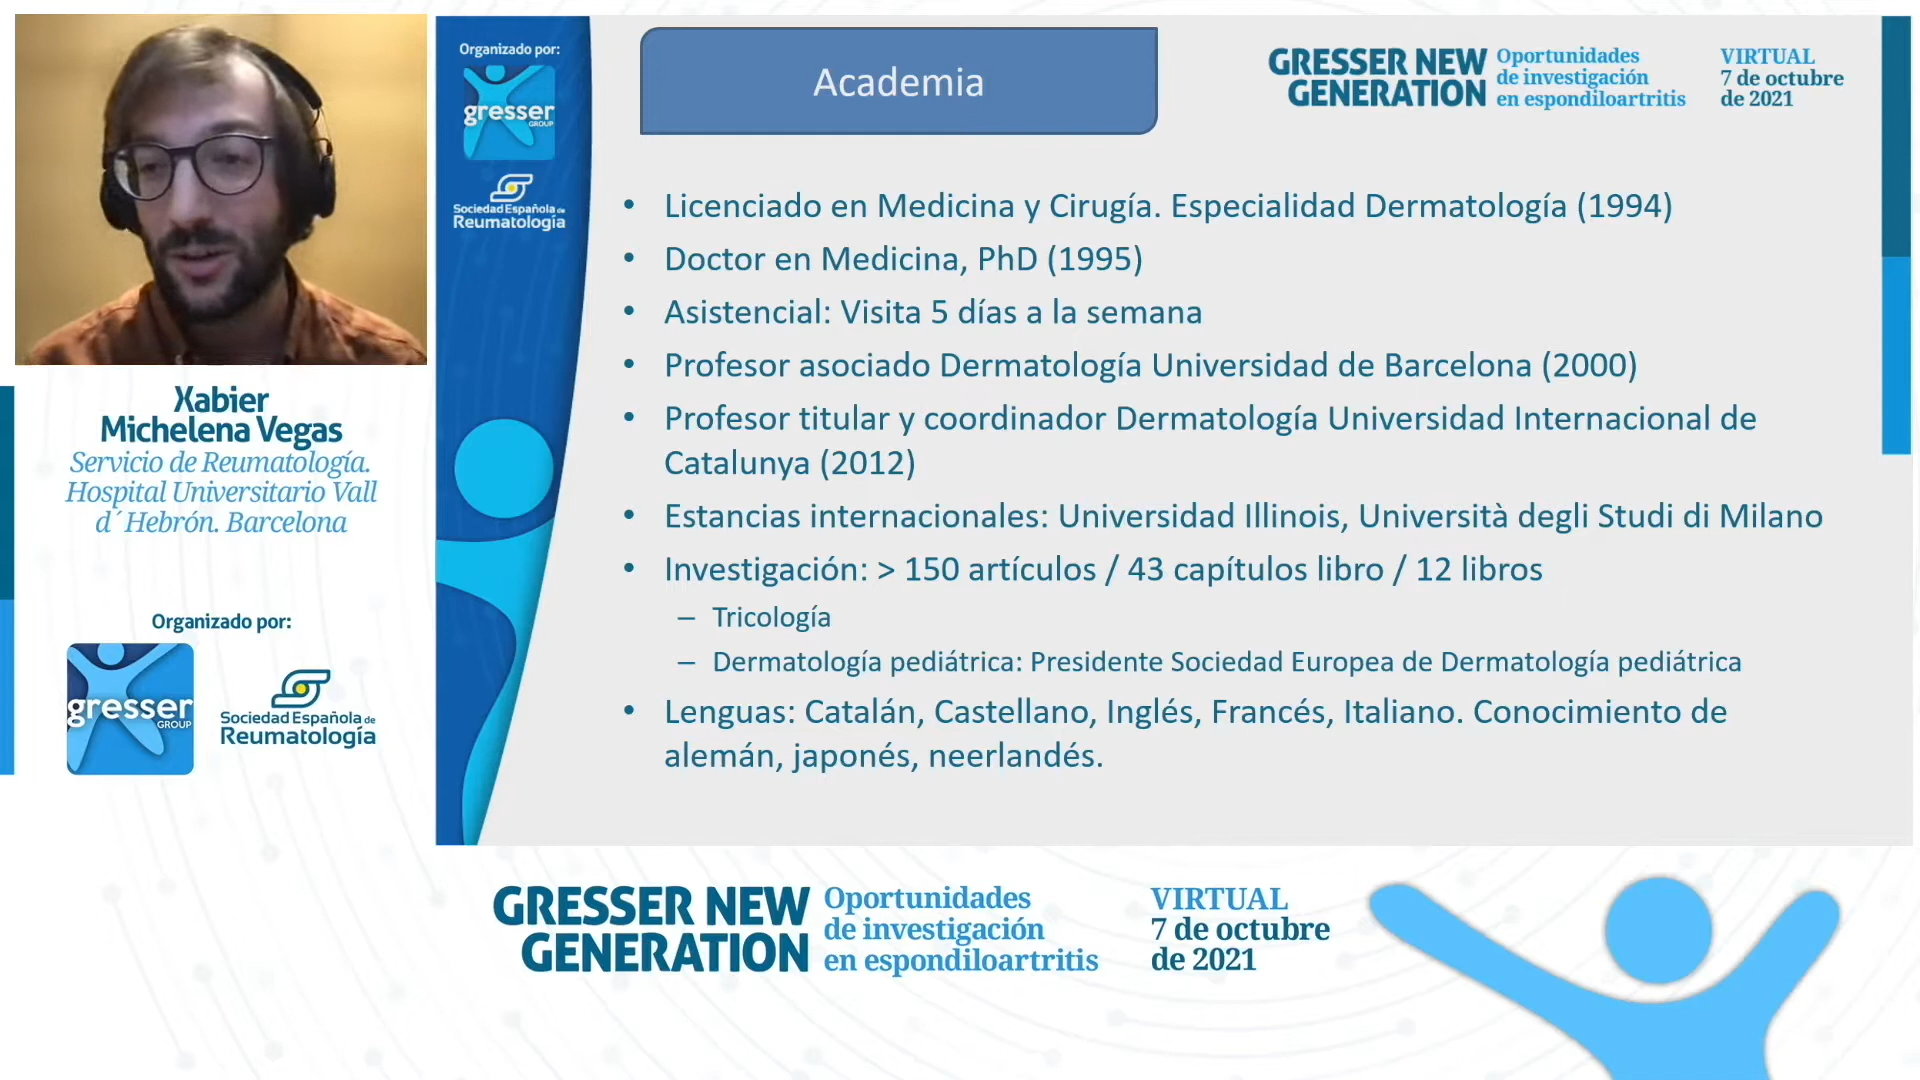 Xabier
Michelena Vegas
Servicio de Reumatología.
Hospital Universitario Vall
d´ Hebrón. Barcelona
Organizado por:
gresser
GROUP
Sociedad Española de
Reumatología
Organizado por:
gresser
GROUP
Sociedad Española de
Reumatología
Academia
GRESSER NEW
GENERATION
Oportunidades
de investigación
en espondiloartritis
VIRTUAL
7 de octubre
de 2021
• Licenciado en Medicina y Cirugía. Especialidad Dermatología (1994)
• Doctor en Medicina, PhD (1995)
• Asistencial: Visita 5 días a la semana
• Profesor asociado Dermatología Universidad de Barcelona (2000)
• Profesor titular y coordinador Dermatología Universidad Internacional de
Catalunya (2012)
• Estancias internacionales: Universidad Illinois, Università degli Studi di Milano
• Investigación: > 150 artículos / 43 capítulos libro / 12 libros
– Tricología
– Dermatología pediátrica: Presidente Sociedad Europea de Dermatología pediátrica
• Lenguas: Catalán, Castellano, Inglés, Francés, Italiano. Conocimiento de
alemán, japonés, neerlandés.
GRESSER NEW
GENERATION
Oportunidades
de investigación
en espondiloartritis
VIRTUAL
7 de octubre
de 2021